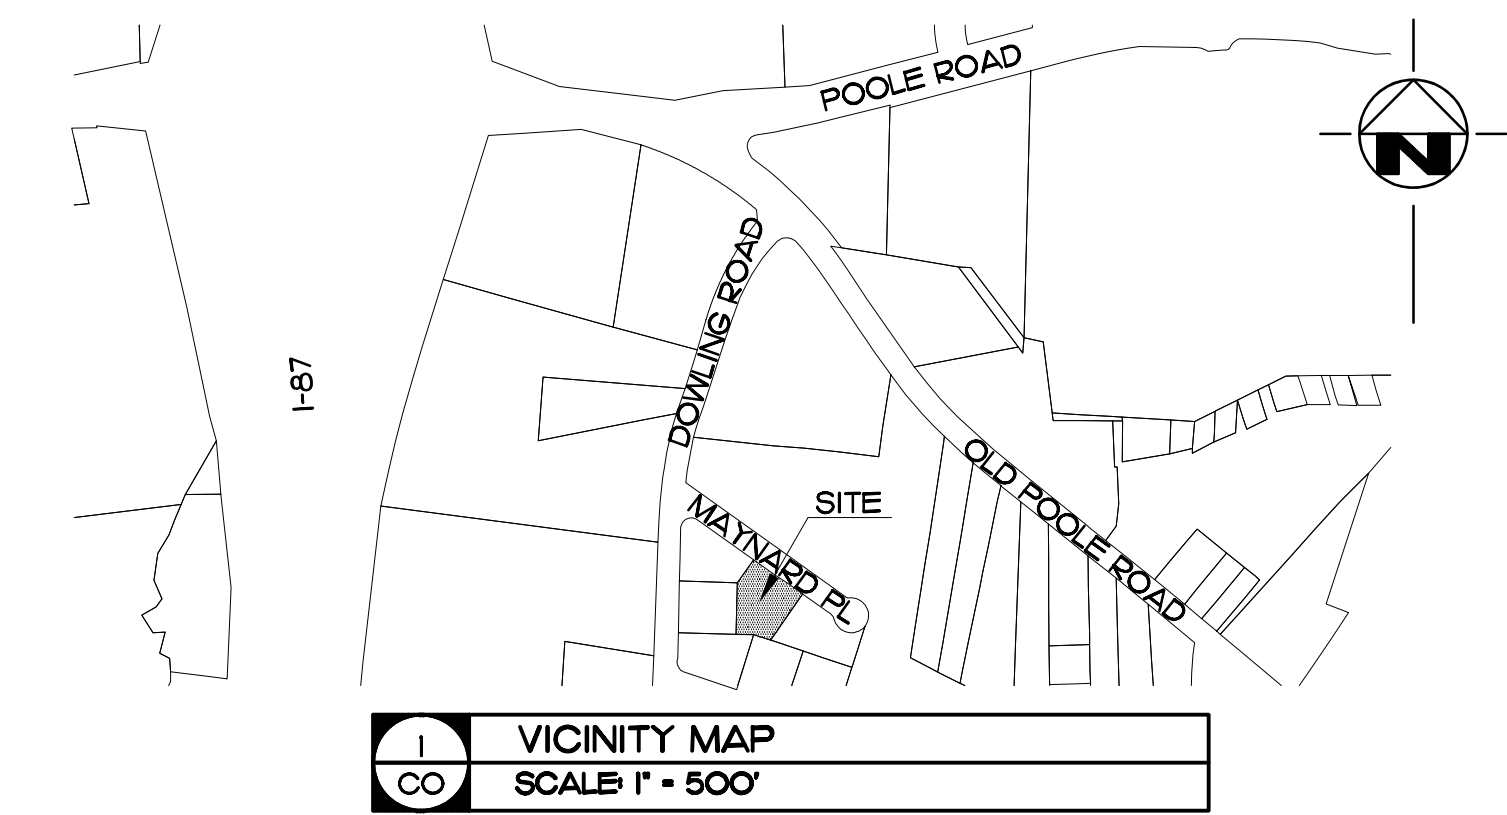 POOLE ROAD
N
DOWLING ROAD
I-87
OLD POOLE ROAD
SITE
MAYNARD PL
1
CO
VICINITY MAP
SCALE: 1" = 500'